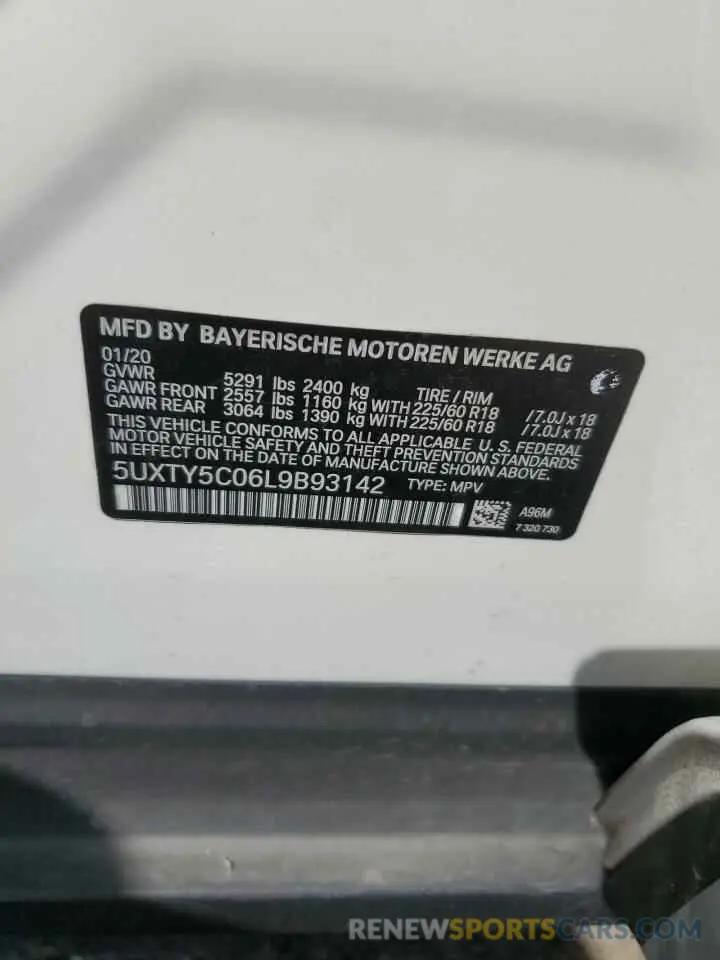 MFD BY BAYERISCHE MOTOREN WERKE AG
01/20
GVWR 5291 lbs 2400 kg TIRE / RIM
GAWR FRONT 2557 lbs 1160 kg WITH 225/60 R18 / 7.0J x 18
GAWR REAR 3064 lbs 1390 kg WITH 225/60 R18 / 7.0J x 18
THIS VEHICLE CONFORMS TO ALL APPLICABLE U. S. FEDERAL
MOTOR VEHICLE SAFETY AND THEFT PREVENTION STANDARDS
IN EFFECT ON THE DATE OF MANUFACTURE SHOWN ABOVE.
5UXTY5C06L9B93142 TYPE: MPV
A96M
7 320 730
RENEWSPORTSCARS.COM